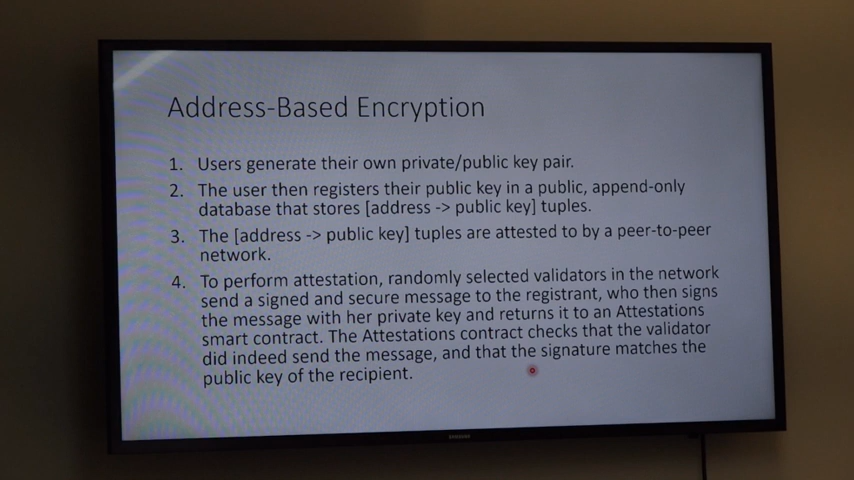 Address-Based Encryption
1. Users generate their own private/public key pair.
2. The user then registers their public key in a public, append-only
database that stores [address -> public key] tuples.
3. The [address -> public key] tuples are attested to by a peer-to-peer
network.
4. To perform attestation, randomly selected validators in the network
send a signed and secure message to the registrant, who then signs
the message with her private key and returns it to an Attestations
smart contract. The Attestations contract checks that the validator
did indeed send the message, and that the signature matches the
public key of the recipient.
SAMSUNG